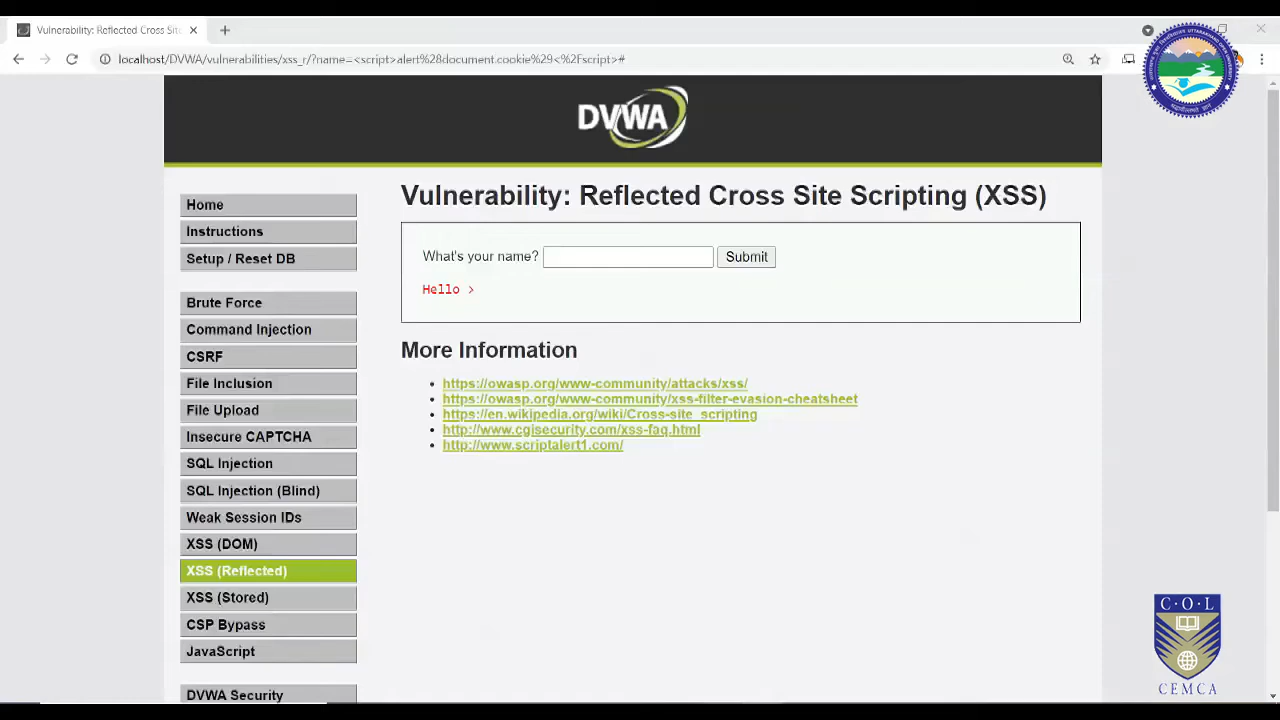 Vulnerability: Reflected Cross Sit
localhost/DVWA/vulnerabilities/xss_r/?name=<script>alert%28document.cookie%29<%2Fscript>#
DVWA
Vulnerability: Reflected Cross Site Scripting (XSS)
What's your name? Submit
Hello >
More Information
https://owasp.org/www-community/attacks/xss/
https://owasp.org/www-community/xss-filter-evasion-cheatsheet
https://en.wikipedia.org/wiki/Cross-site_scripting
http://www.cgisecurity.com/xss-faq.html
http://www.scriptalert1.com/
Home
Instructions
Setup / Reset DB
Brute Force
Command Injection
CSRF
File Inclusion
File Upload
Insecure CAPTCHA
SQL Injection
SQL Injection (Blind)
Weak Session IDs
XSS (DOM)
XSS (Reflected)
XSS (Stored)
CSP Bypass
JavaScript
DVWA Security
C·O·L
CEMCA